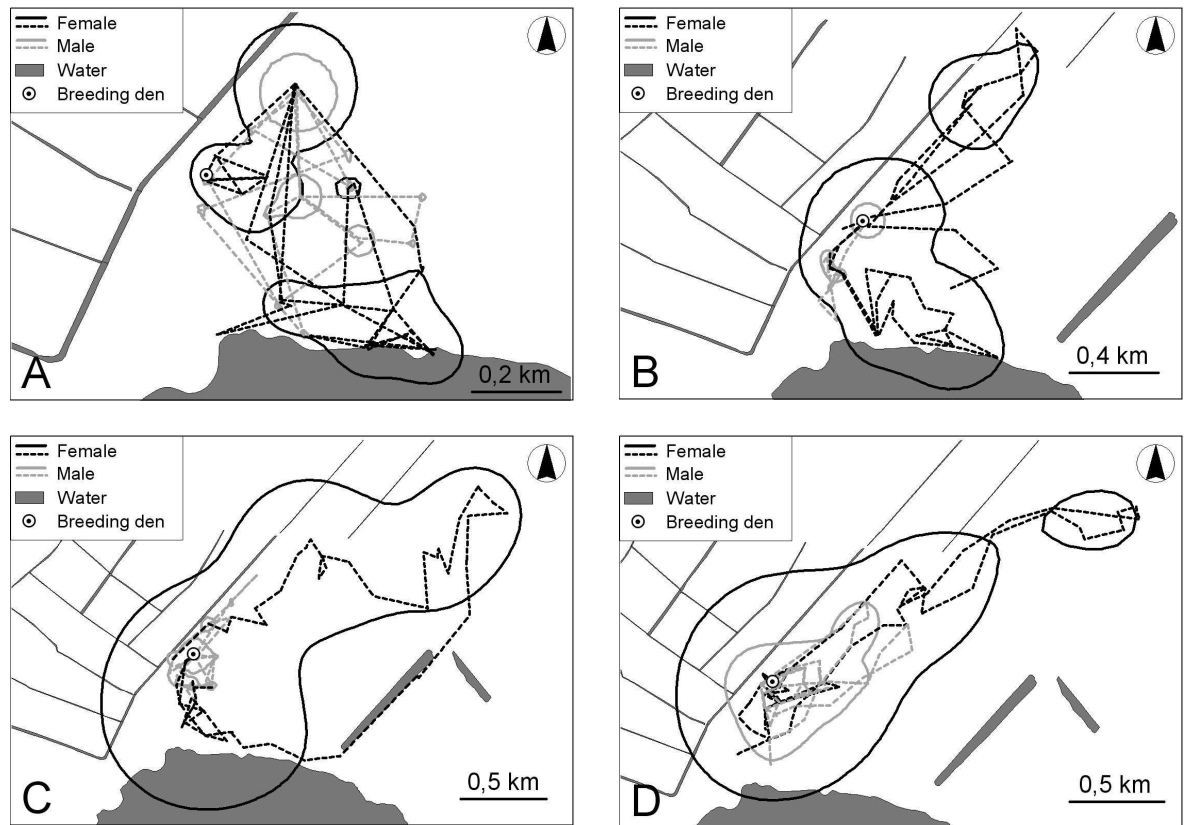 Female
Male
Water
Breeding den
A
0,2 km
Female
Male
Water
Breeding den
B
0,4 km
Female
Male
Water
Breeding den
C
0,5 km
Female
Male
Water
Breeding den
D
0,5 km